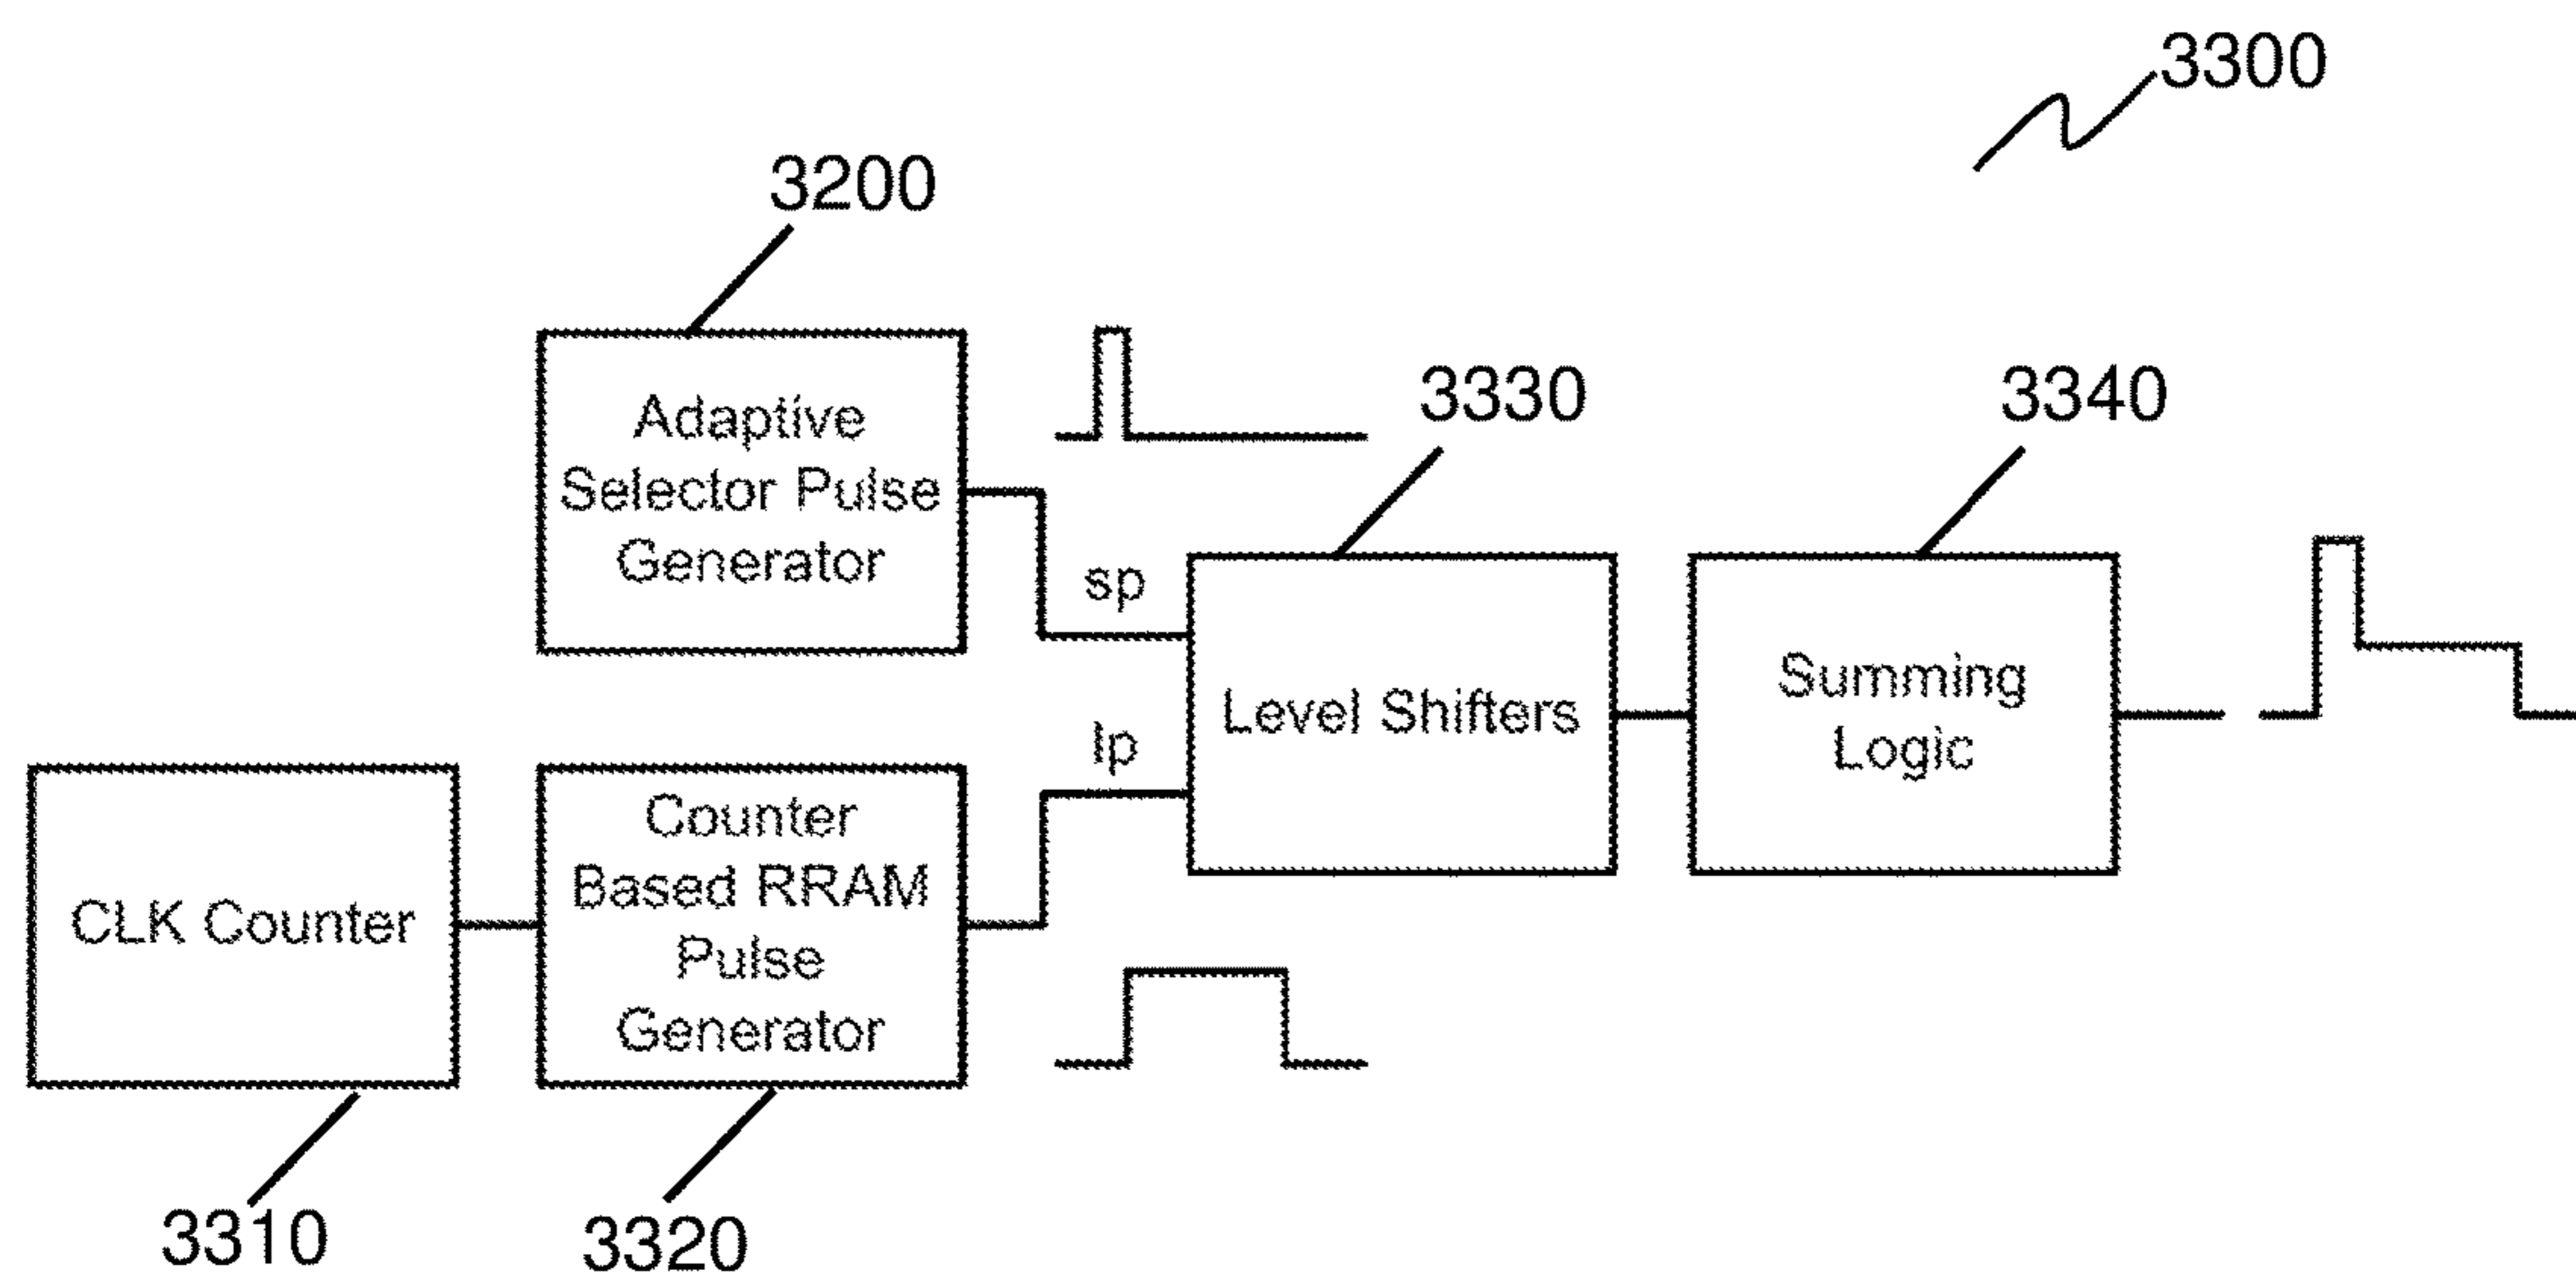 3300
3200
Adaptive
Selector Pulse
Generator
3330
3340
sp
lp
Level Shifters
Summing
Logic
CLK Counter
Counter
Based RRAM
Pulse
Generator
3310
3320